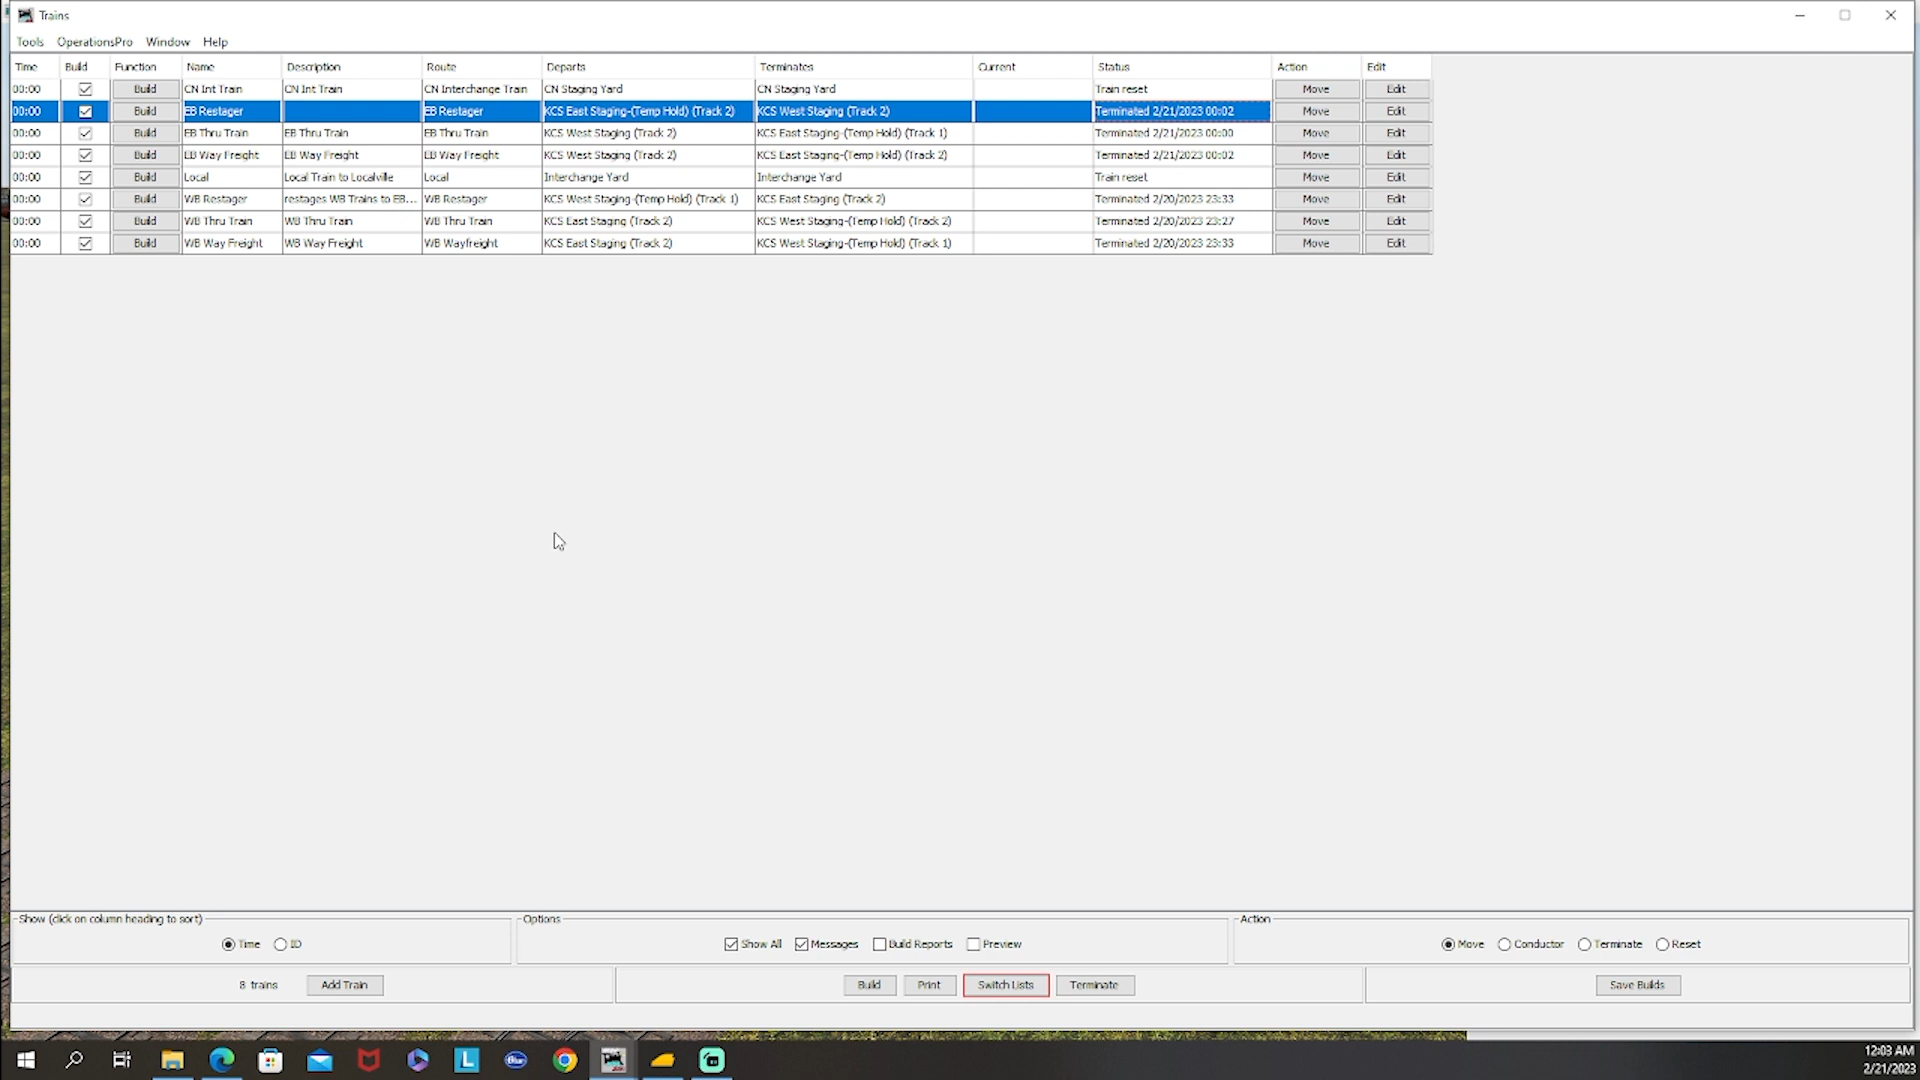 Trains
Tools OperationsPro Window Help
Time Build Function Name Description Route Departs Terminates Current Status Action Edit
00:00 Build CN Int Train CN Int Train CN Interchange Train CN Staging Yard CN Staging Yard Train reset Move Edit
00:00 Build EB Restager EB Restager KCS East Staging-(Temp Hold) (Track 2) KCS West Staging (Track 2) Terminated 2/21/2023 00:02 Move Edit
00:00 Build EB Thru Train EB Thru Train EB Thru Train KCS West Staging (Track 2) KCS East Staging-(Temp Hold) (Track 1) Terminated 2/21/2023 00:00 Move Edit
00:00 Build EB Way Freight EB Way Freight EB Way Freight KCS West Staging (Track 2) KCS East Staging-(Temp Hold) (Track 2) Terminated 2/21/2023 00:02 Move Edit
00:00 Build Local Local Train to Localville Local Interchange Yard Interchange Yard Train reset Move Edit
00:00 Build WB Restager restages WB Trains to EB... WB Restager KCS West Staging-(Temp Hold) (Track 1) KCS East Staging (Track 2) Terminated 2/20/2023 23:33 Move Edit
00:00 Build WB Thru Train WB Thru Train WB Thru Train KCS East Staging (Track 2) KCS West Staging-(Temp Hold) (Track 2) Terminated 2/20/2023 23:27 Move Edit
00:00 Build WB Way Freight WB Way Freight WB Wayfreight KCS East Staging (Track 2) KCS West Staging-(Temp Hold) (Track 1) Terminated 2/20/2023 23:33 Move Edit
Show (click on column heading to sort) Options Action
Time ID Show All Messages Build Reports Preview Move Conductor Terminate Reset
8 trains Add Train Build Print Switch Lists Terminate Save Builds
L Blue
12:03 AM
2/21/2023